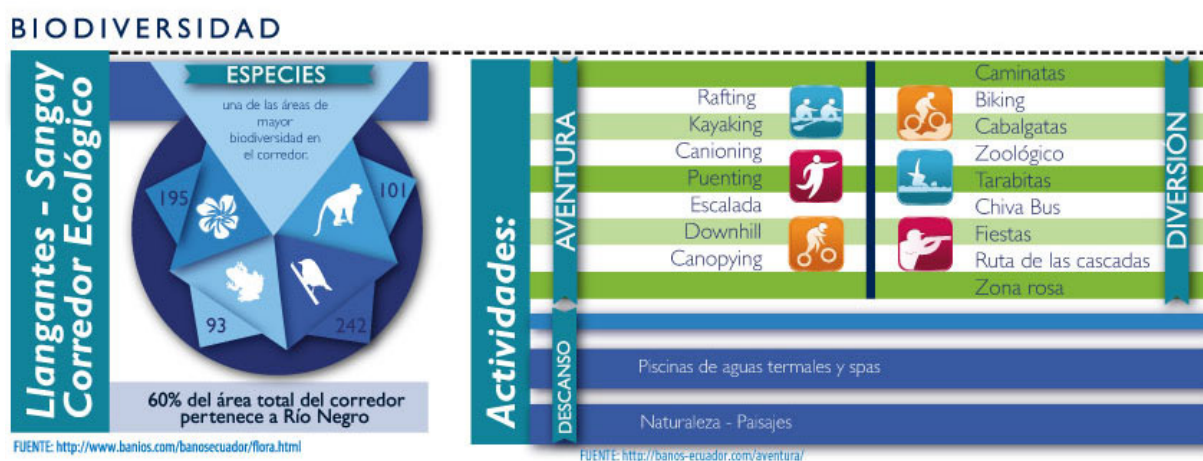 BIODIVERSIDAD
Llangantes - Sangay
Corredor Ecológico
ESPECIES
una de las áreas de
mayor
biodiversidad en
el corredor.
195
101
93
242
60% del área total del corredor
pertenece a Río Negro
FUENTE: http://www.banios.com/banosecuador/flora.html
Actividades:
AVENTURA
Rafting
Kayaking
Canioning
Puenting
Escalada
Downhill
Canopying
Caminatas
Biking
Cabalgatas
Zoológico
Tarabitas
Chiva Bus
Fiestas
Ruta de las cascadas
Zona rosa
DIVERSIÓN
DESCANSO
Piscinas de aguas termales y spas
Naturaleza - Paisajes
FUENTE: http://banos-ecuador.com/aventura/